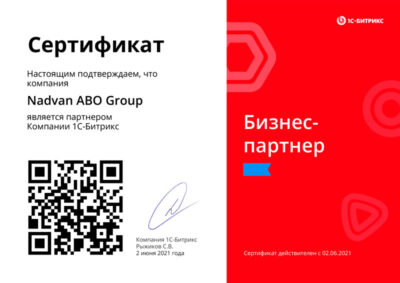 Сертификат
Настоящим подтверждаем, что
компания
Nadvan ABO Group
является партнером
Компании 1С-Битрикс
Компания 1С-Битрикс
Рыжиков С.В.
2 июня 2021 года
1С-БИТРИКС
Бизнес-
партнер
Сертификат действителен с 02.06.2021